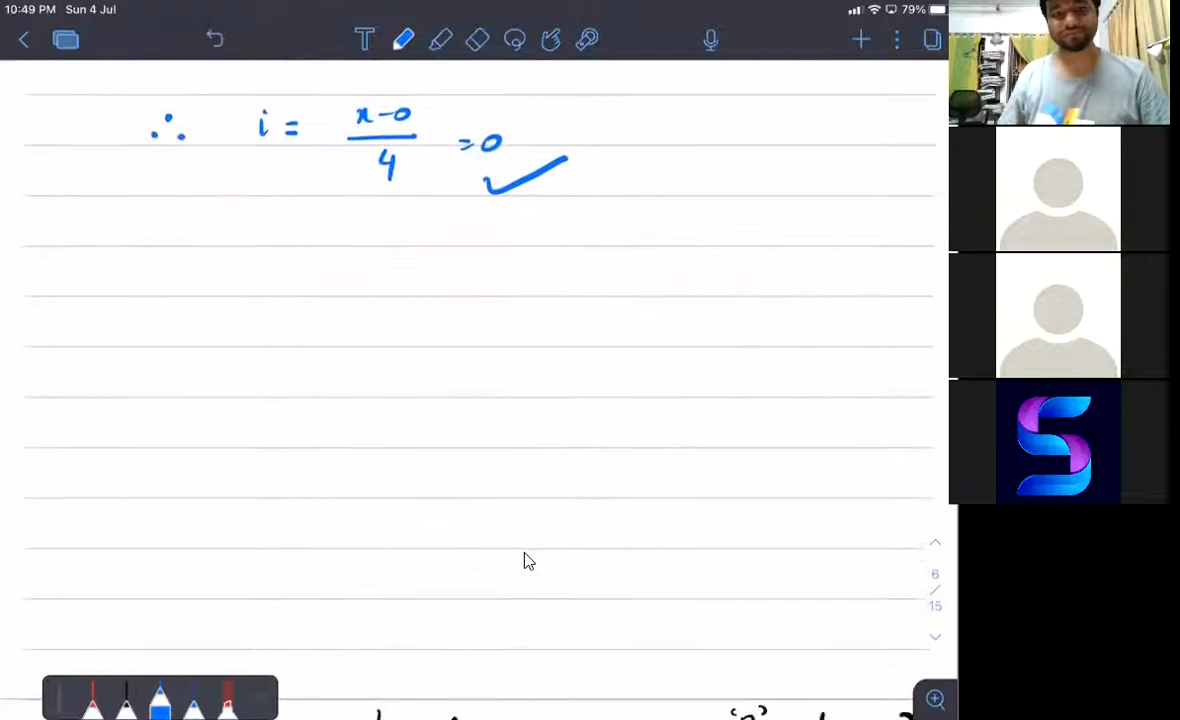 10:49 PM Sun 4 Jul 79%
∴ i = x-0/4 = 0 ✓
6
/
15